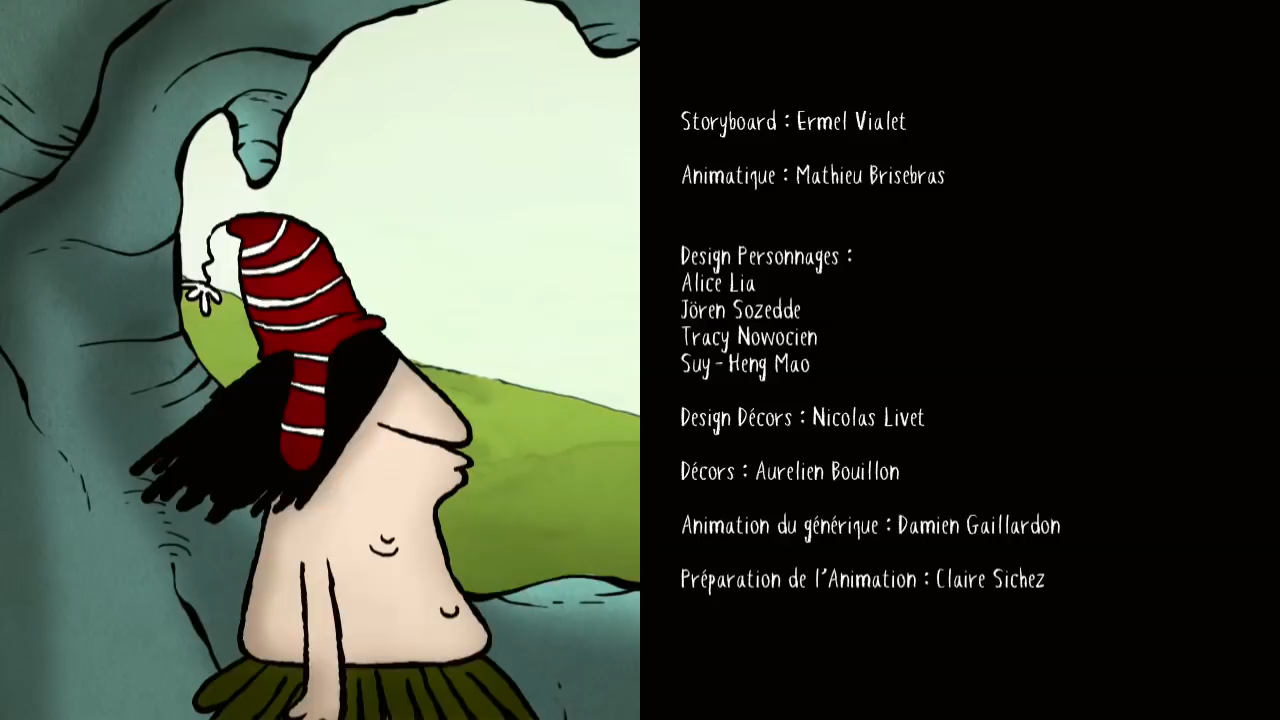 Storyboard : Ermel Vialet
Animatique : Mathieu Brisebras
Design Personnages :
Alice Lia
Jören Sozedde
Tracy Nowocien
Suy-Heng Mao
Design Décors : Nicolas Livet
Décors : Aurelien Bouillon
Animation du générique : Damien Gaillardon
Préparation de l'Animation : Claire Sichez